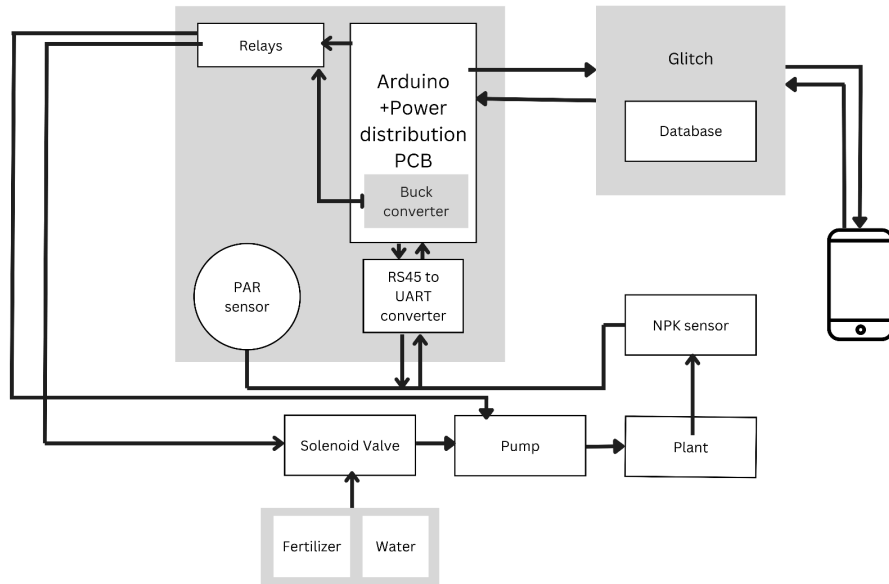 Relays
Arduino
+Power
distribution
PCB
Buck
converter
Glitch
Database
PAR
sensor
RS45 to
UART
converter
NPK sensor
Solenoid Valve
Pump
Plant
Fertilizer
Water